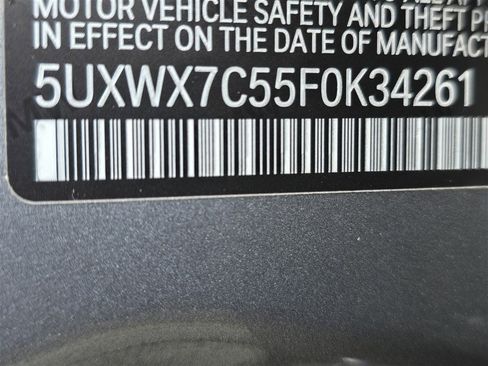 MOTOR VEHICLE SAFETY AND THEFT
IN EFFECT ON THE DATE OF MANUFACT
5UXWX7C55F0K34261